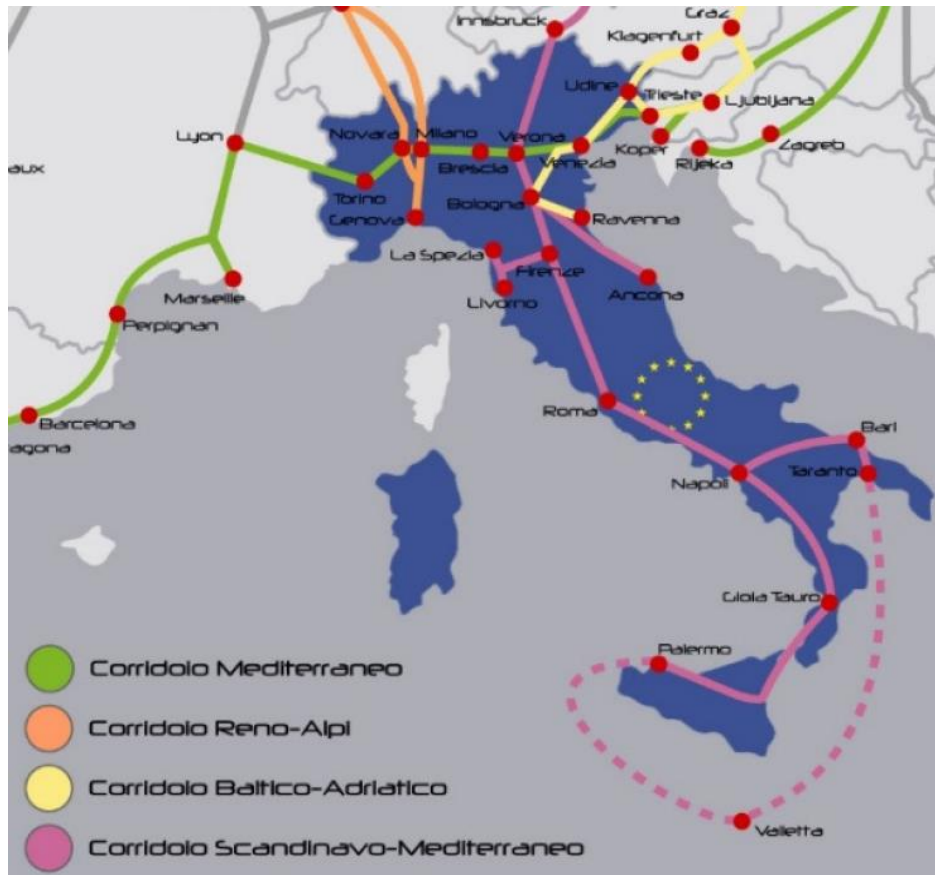 Innsbruck
Graz
Klagenfurt
Udine
Trieste
Ljubljana
Lyon
Novara
Milano
Verona
Venezia
Koper
Rijeka
Zagreb
Brescia
aux
Torino
Genova
Bologna
Ravenna
La Spezia
Firenze
Marseille
Livorno
Ancona
Perpignan
Barcelona
agona
Roma
Bari
Napoli
Taranto
Gioia Tauro
Palermo
Valletta
Corridoio Mediterraneo
Corridoio Reno-Alpi
Corridoio Baltico-Adriatico
Corridoio Scandinavo-Mediterraneo